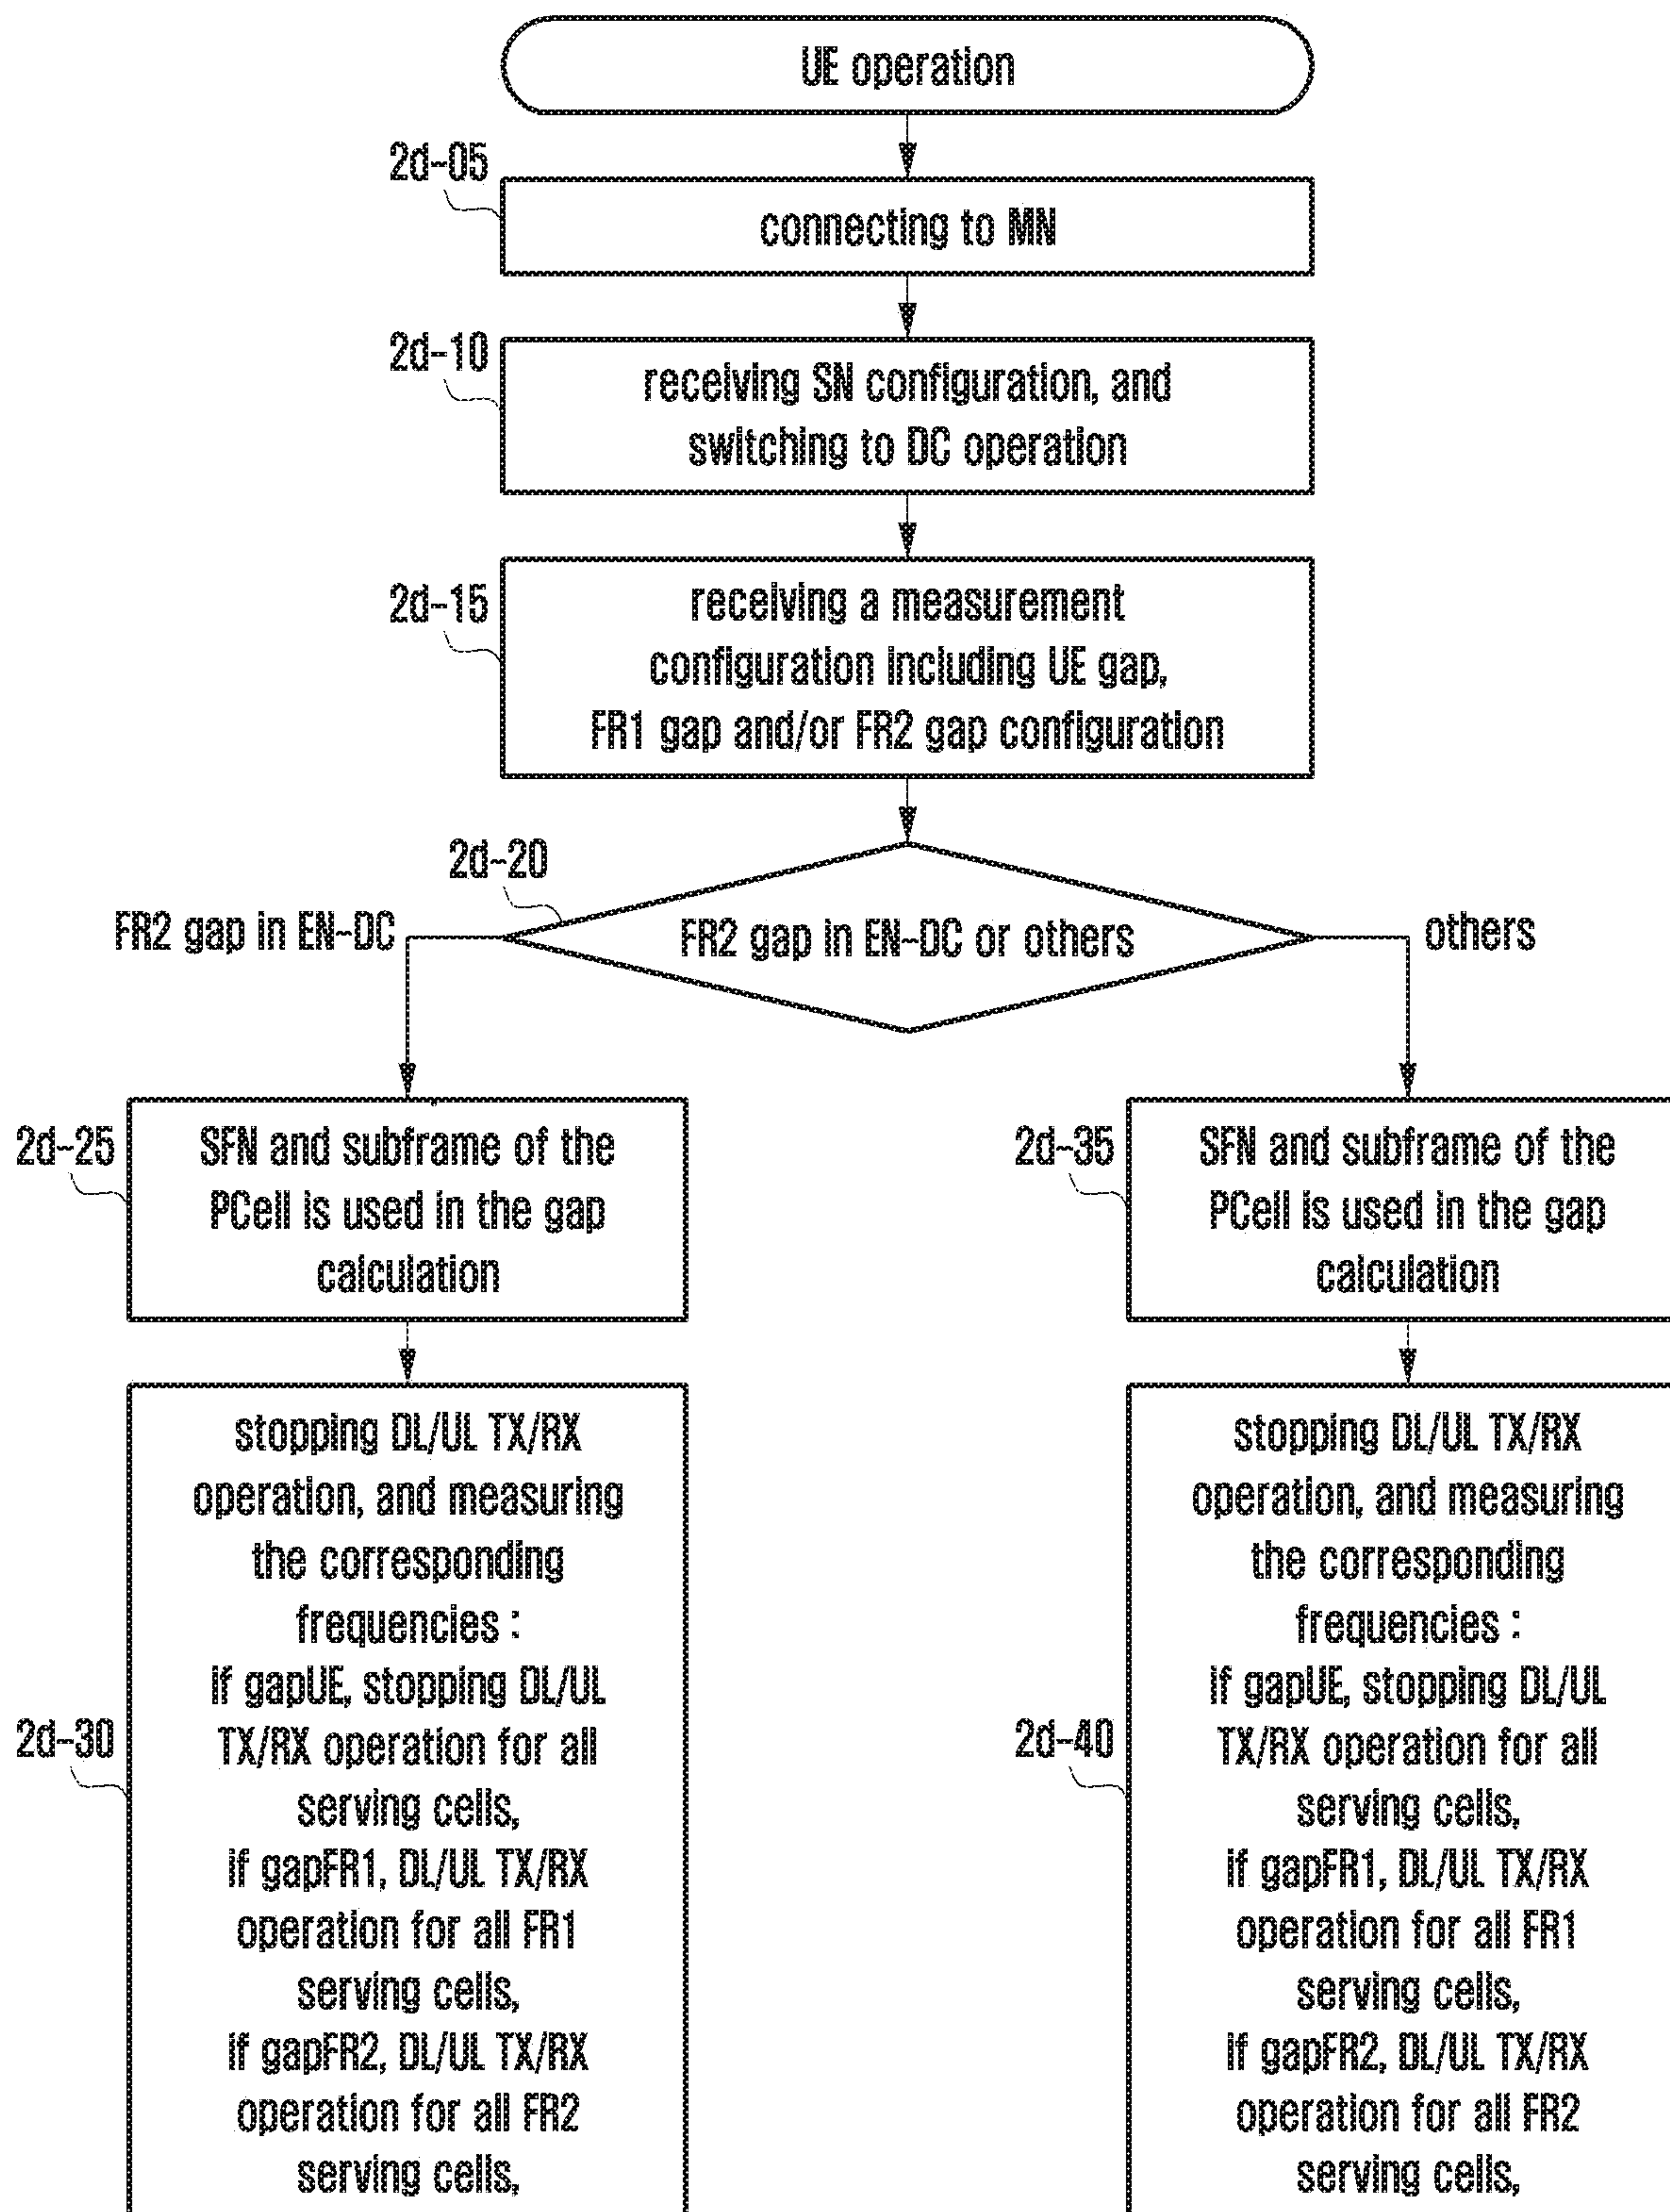 UE operation
2d-05
connecting to MN
2d-10
receiving SN configuration, and
switching to DC operation
2d-15
receiving a measurement
configuration including UE gap,
FR1 gap and/or FR2 gap configuration
2d-20
FR2 gap in EN-DC
FR2 gap in EN-DC or others
others
2d-25
SFN and subframe of the
PCell is used in the gap
calculation
2d-35
SFN and subframe of the
PCell is used in the gap
calculation
2d-30
stopping DL/UL TX/RX
operation, and measuring
the corresponding
frequencies :
if gapUE, stopping DL/UL
TX/RX operation for all
serving cells,
if gapFR1, DL/UL TX/RX
operation for all FR1
serving cells,
if gapFR2, DL/UL TX/RX
operation for all FR2
serving cells,
2d-40
stopping DL/UL TX/RX
operation, and measuring
the corresponding
frequencies :
if gapUE, stopping DL/UL
TX/RX operation for all
serving cells,
if gapFR1, DL/UL TX/RX
operation for all FR1
serving cells,
if gapFR2, DL/UL TX/RX
operation for all FR2
serving cells,